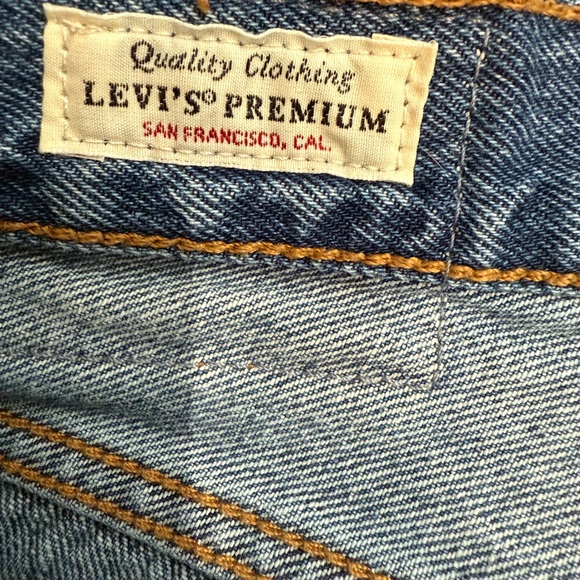 Quality Clothing
LEVI'S® PREMIUM
SAN FRANCISCO, CAL.